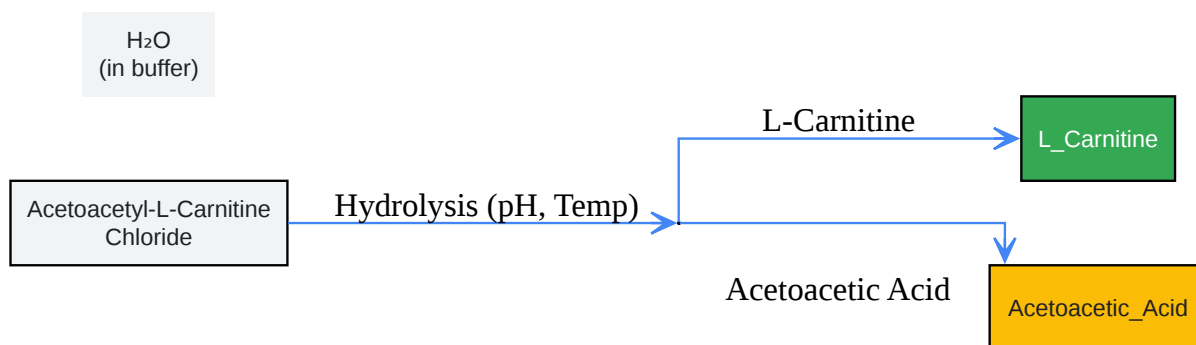 H₂O
(in buffer)
L-Carnitine
L_Carnitine
Acetoacetyl-L-Carnitine
Chloride
Hydrolysis (pH, Temp)
Acetoacetic Acid
Acetoacetic_Acid